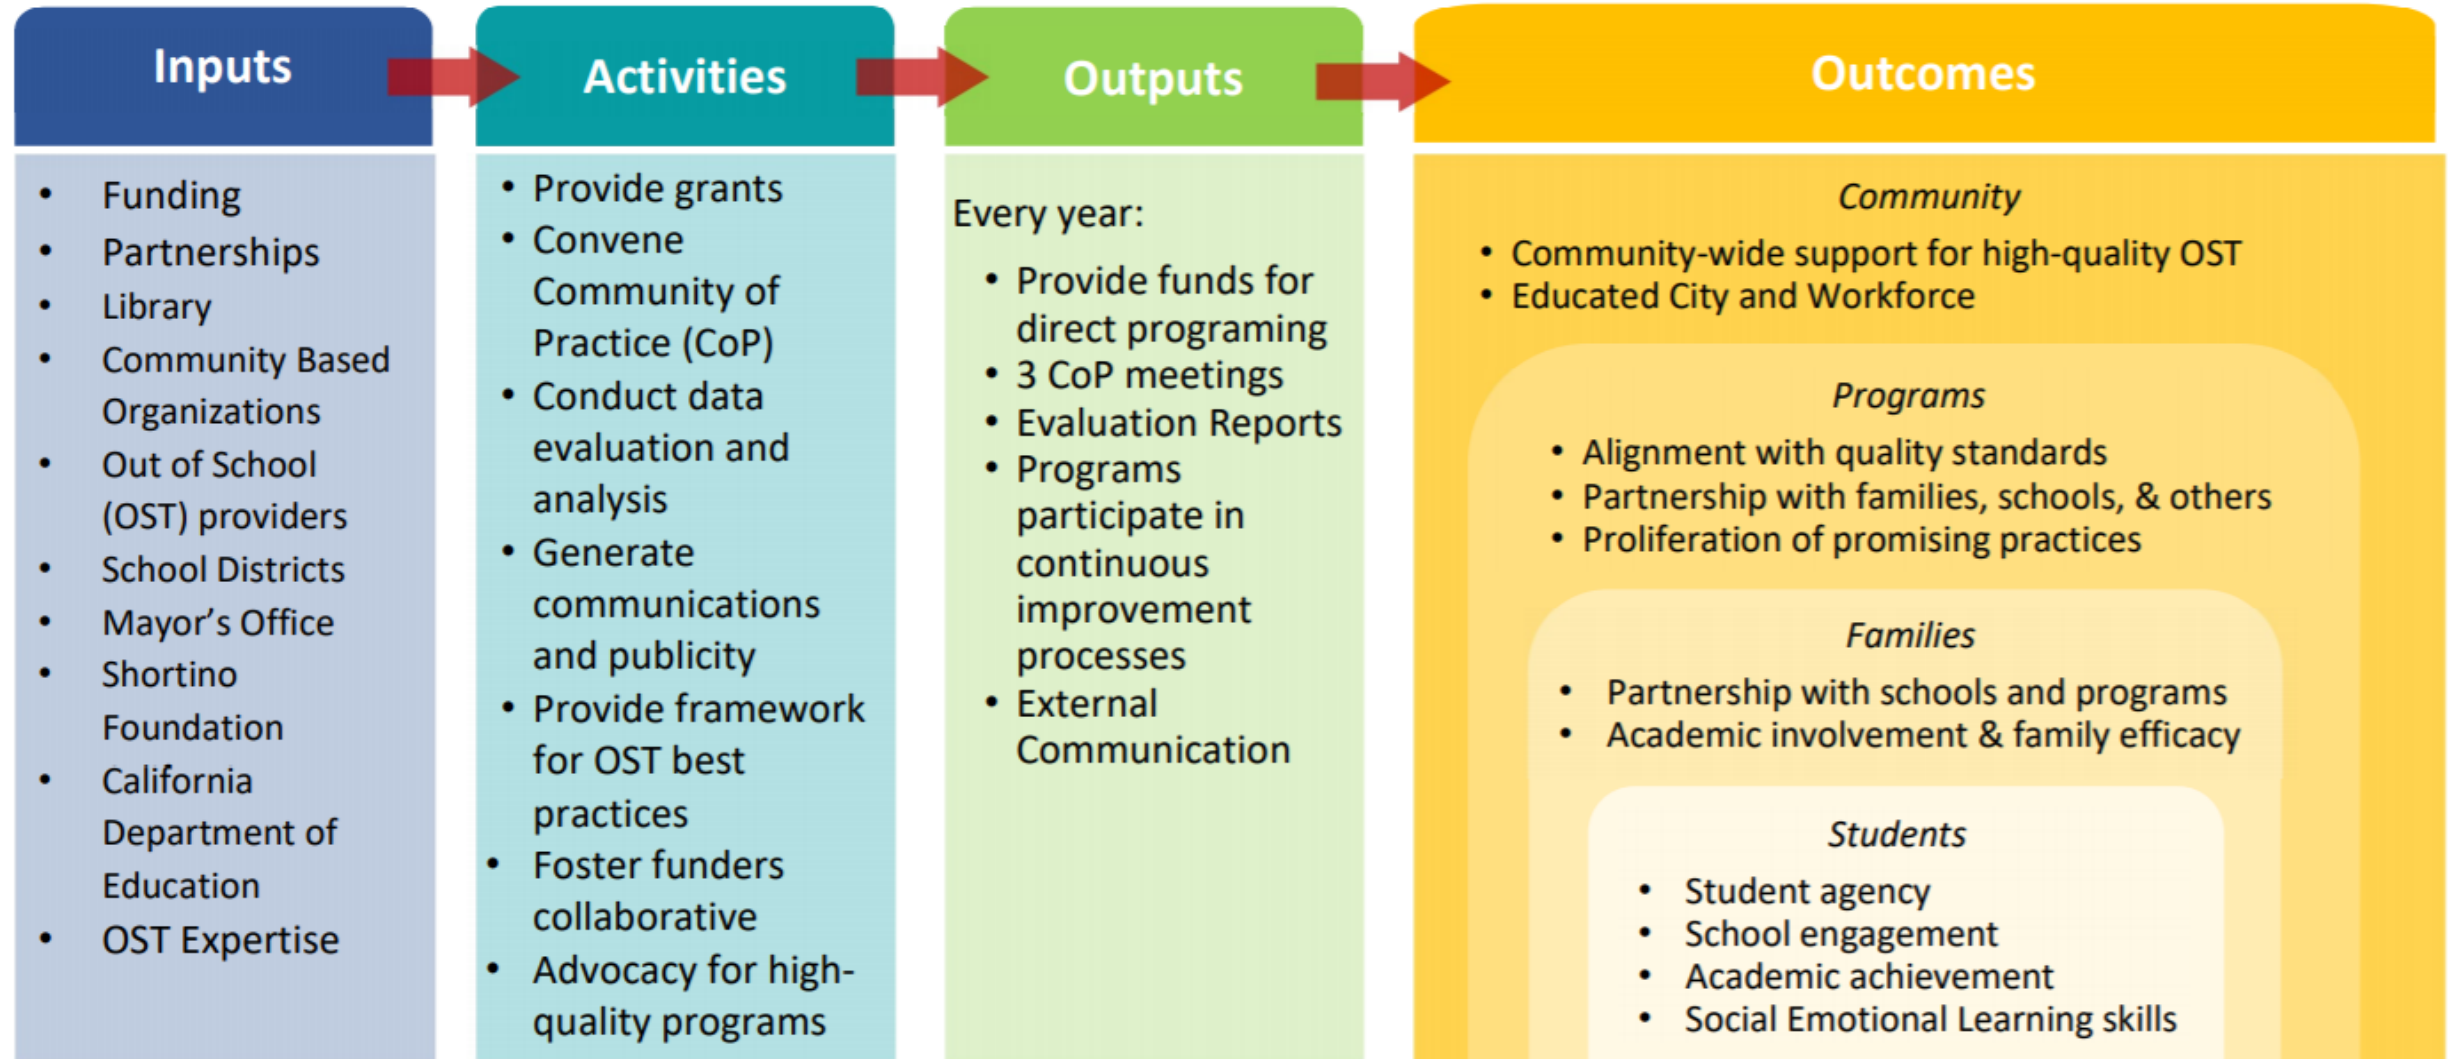 Inputs
Activities
Outputs
Outcomes
• Funding
• Partnerships
• Library
• Community Based
Organizations
• Out of School
(OST) providers
• School Districts
• Mayor's Office
• Shortino
Foundation
• California
Department of
Education
• OST Expertise
• Provide grants
• Convene
Community of
Practice (CoP)
• Conduct data
evaluation and
analysis
• Generate
communications
and publicity
• Provide framework
for OST best
practices
• Foster funders
collaborative
• Advocacy for high-
quality programs
Every year:
• Provide funds for
direct programing
• 3 CoP meetings
• Evaluation Reports
• Programs
participate in
continuous
improvement
processes
• External
Communication
Community
• Community-wide support for high-quality OST
• Educated City and Workforce
Programs
• Alignment with quality standards
• Partnership with families, schools, & others
• Proliferation of promising practices
Families
• Partnership with schools and programs
• Academic involvement & family efficacy
Students
• Student agency
• School engagement
• Academic achievement
• Social Emotional Learning skills